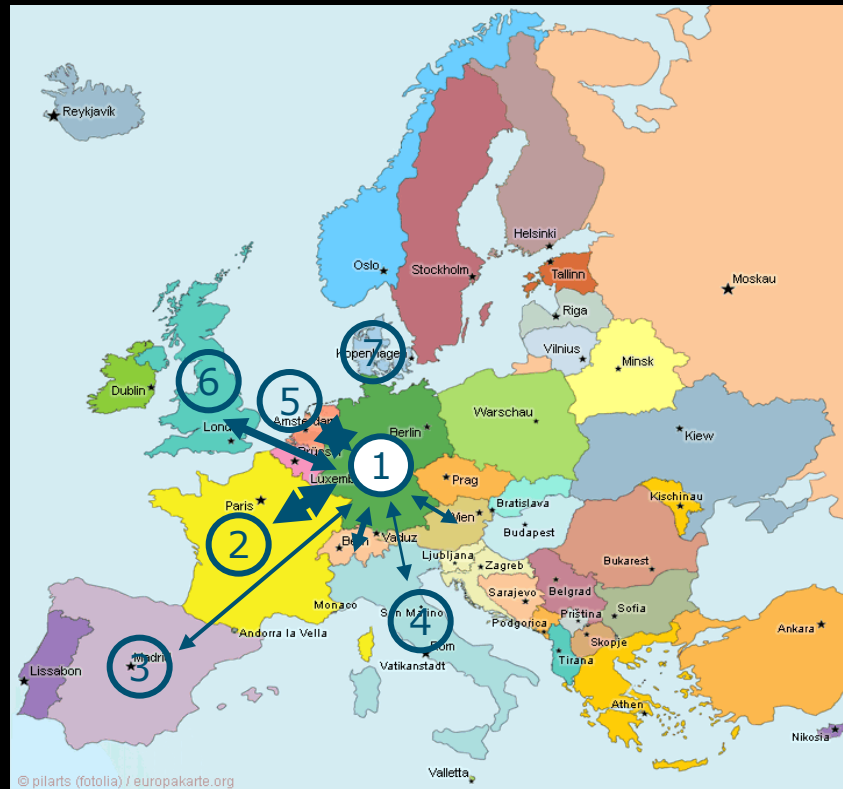 Reykjavík
Helsinki
Oslo
Stockholm
Tallinn
Moskau
Riga
Vilnius
7
Kopenhagen
Minsk
6
Dublin
5
Amsterdam
Berlin
Warschau
London
Kiew
Brüssel
1
Luxemb
Prag
Kischinau
Paris
Bratislava
Wien
Budapest
2
Bern
Vaduz
Ljubljana
Zagreb
Bukarest
Belgrad
Sarajevo
Monaco
San Marino
Priština
Sofia
4
Podgorica
Andorra la Vella
Skopje
Ankara
Rom
Madrid
3
Vatikanstadt
Tirana
Lissabon
Athen
Nikosia
Valletta
© pilarts (fotolia) / europakarte.org